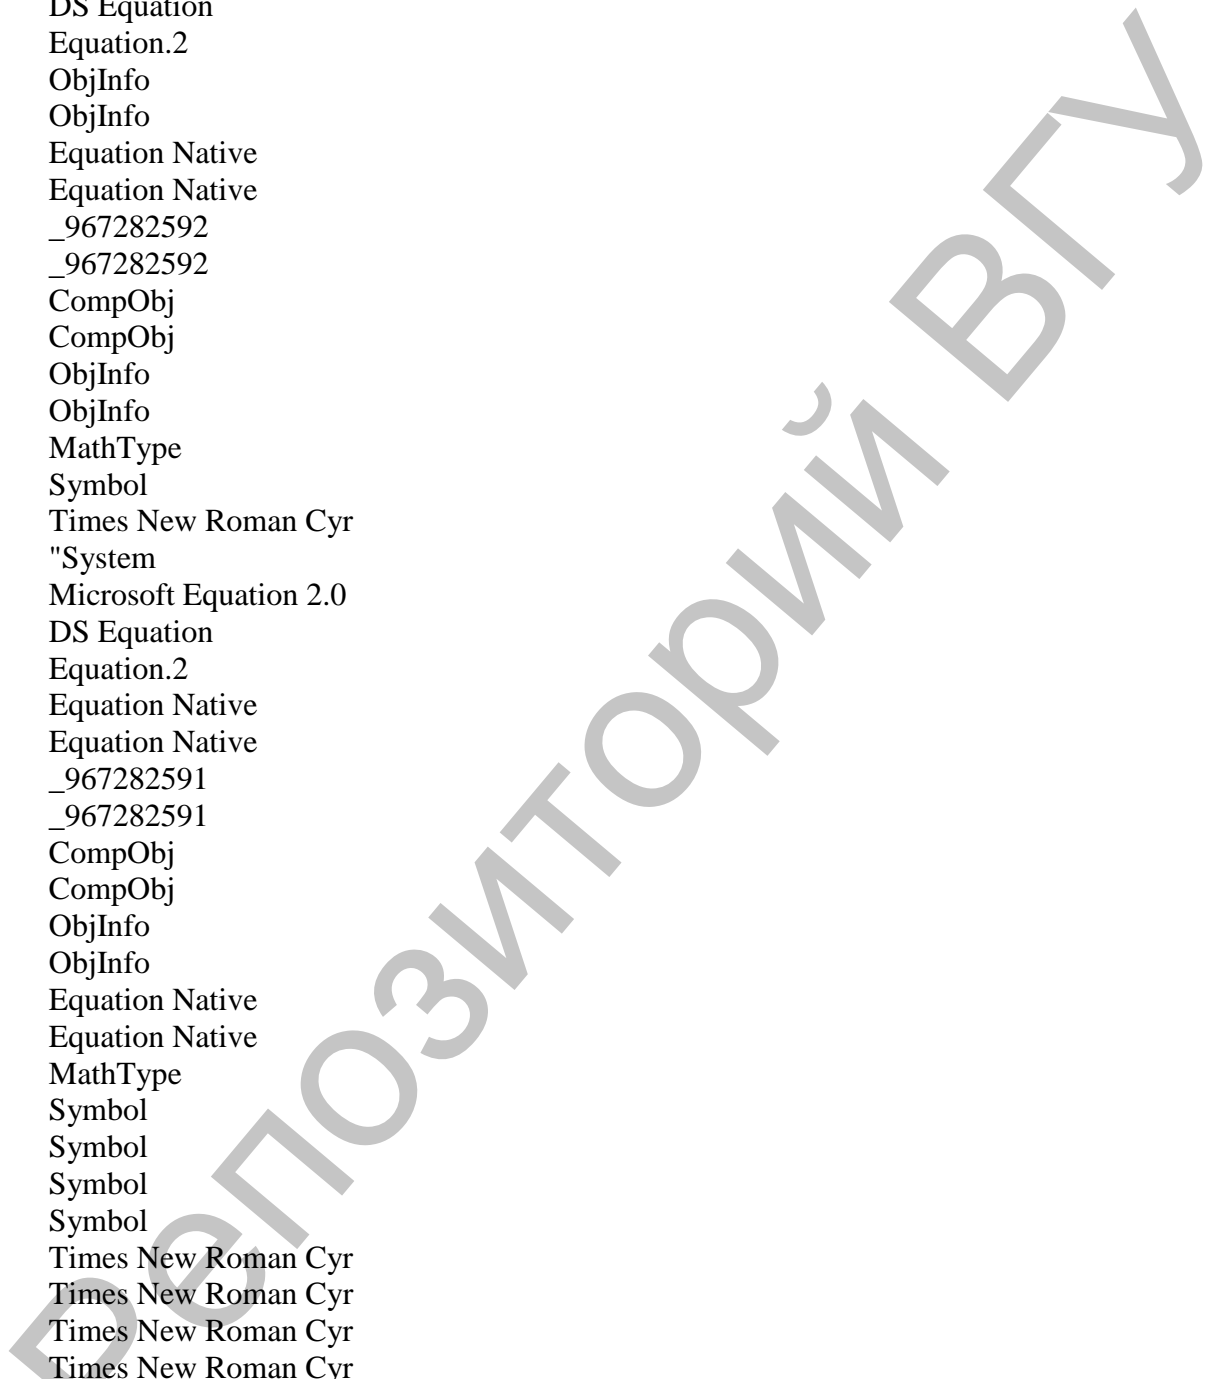 DS Equation
Equation.2
ObjInfo
ObjInfo
Equation Native
Equation Native
_967282592
_967282592
CompObj
CompObj
ObjInfo
ObjInfo
MathType
Symbol
Times New Roman Cyr
"System
Microsoft Equation 2.0
DS Equation
Equation.2
Equation Native
Equation Native
_967282591
_967282591
CompObj
CompObj
ObjInfo
ObjInfo
Equation Native
Equation Native
MathType
Symbol
Symbol
Symbol
Symbol
Times New Roman Cyr
Times New Roman Cyr
Times New Roman Cyr
Times New Roman Cyr
Репозиторий ВГУ